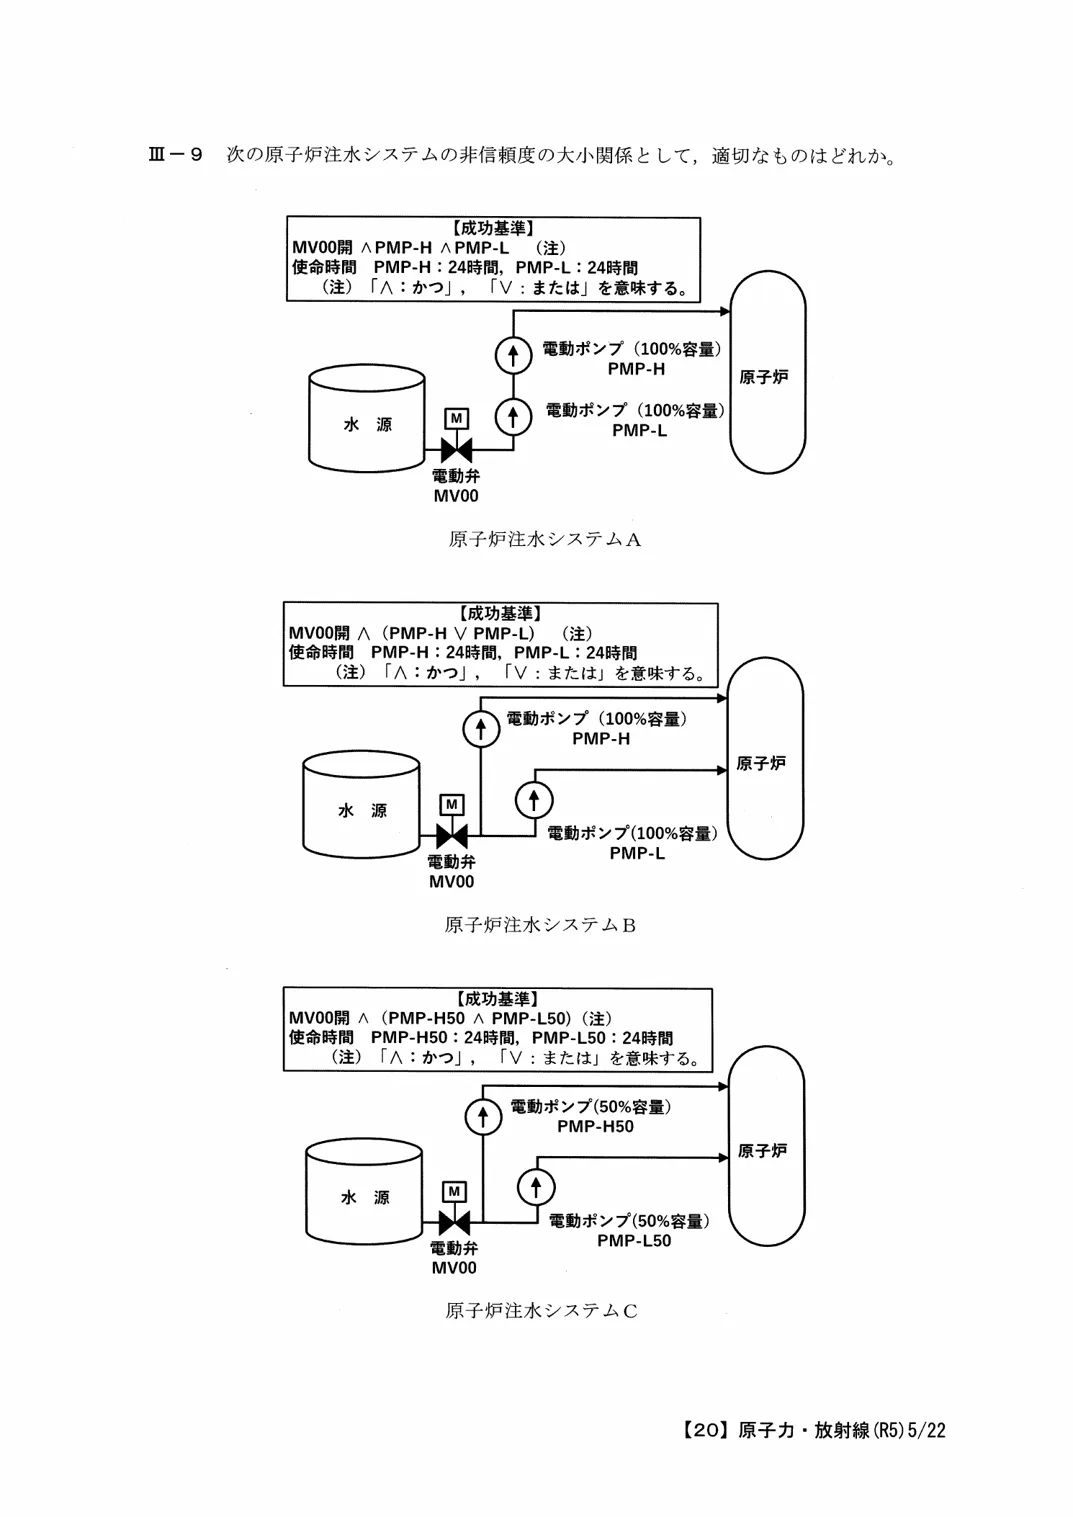 Ⅲ－9 次の原子炉注水システムの非信頼度の大小関係として，適切なものはどれか。
【成功基準】
MV00開 ∧PMP-H ∧PMP-L （注）
使命時間 PMP-H：24時間，PMP-L：24時間
（注）「∧：かつ」，「∨：または」を意味する。
電動ポンプ（100%容量）
PMP-H
原子炉
電動ポンプ（100%容量）
PMP-L
水 源
M
電動弁
MV00
原子炉注水システムA
【成功基準】
MV00開 ∧（PMP-H ∨ PMP-L）（注）
使命時間 PMP-H：24時間，PMP-L：24時間
（注）「∧：かつ」，「∨：または」を意味する。
電動ポンプ（100%容量）
PMP-H
原子炉
水 源
M
電動ポンプ(100%容量)
PMP-L
電動弁
MV00
原子炉注水システムB
【成功基準】
MV00開 ∧（PMP-H50 ∧ PMP-L50)（注）
使命時間 PMP-H50：24時間，PMP-L50：24時間
（注）「∧：かつ」，「∨：または」を意味する。
電動ポンプ(50%容量)
PMP-H50
原子炉
水 源
M
電動ポンプ(50%容量)
PMP-L50
電動弁
MV00
原子炉注水システムC
【20】原子力・放射線(R5)5/22